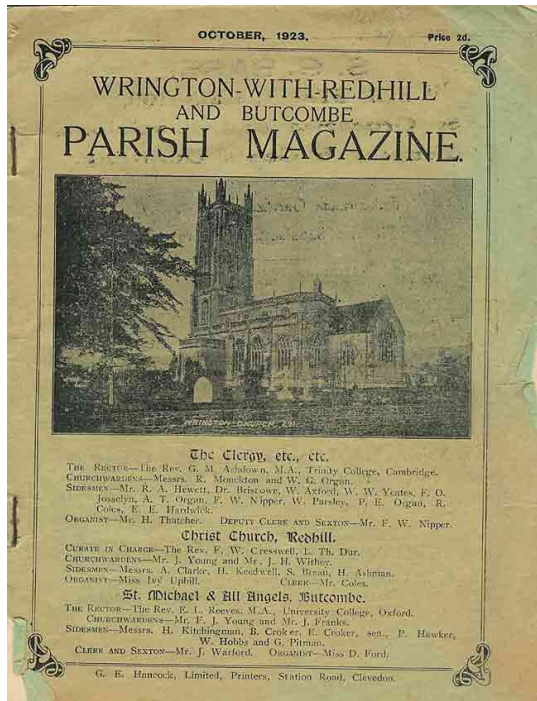 OCTOBER, 1923.
Price 2d.
WRINGTON-WITH-REDHILL
AND BUTCOMBE
PARISH MAGAZINE.
WRINGTON CHURCH
The Clergy, etc., etc.
THE RECTOR—The Rev. G. M. Ashdown, M.A., Trinity College, Cambridge.
CHURCHWARDENS—Messrs. R. Monckton and W. G. Organ.
SIDESMEN—Mr. R. A. Hewett, Dr. Bristowe, W. Axford, W. W. Yeates, F. O.
Josselyn, A. T. Organ, F. W. Nipper, W. Parsley, P. E. Organ, R.
Coles, E. E. Hardwick.
ORGANIST—Mr. H. Thatcher. DEPUTY CLERK AND SEXTON—Mr. F. W. Nipper.
Christ Church, Redhill.
CURATE IN CHARGE—The Rev. F. W. Cresswell, L. Th. Dur.
CHURCHWARDENS—Mr. J. Young and Mr. J. H. Withey.
SIDESMEN—Messrs. A. Clarke, H. Keedwell, S. Brean, H. Ashman.
ORGANIST—Miss Ivy Uphill. CLERK—Mr. Coles.
St. Michael & All Angels, Butcombe.
THE RECTOR—The Rev. E. L. Reeves, M.A., University College, Oxford.
CHURCHWARDENS—Mr. F. J. Young and Mr. J. Franks.
SIDESMEN—Messrs. H. Kitchingman, B. Croker, E. Croker, sen., P. Hawker,
W. Hobbs and G. Pitman.
CLERK AND SEXTON—Mr. J. Warford. ORGANIST—Miss D. Ford.
G. E. Hancock, Limited, Printers, Station Road, Clevedon.